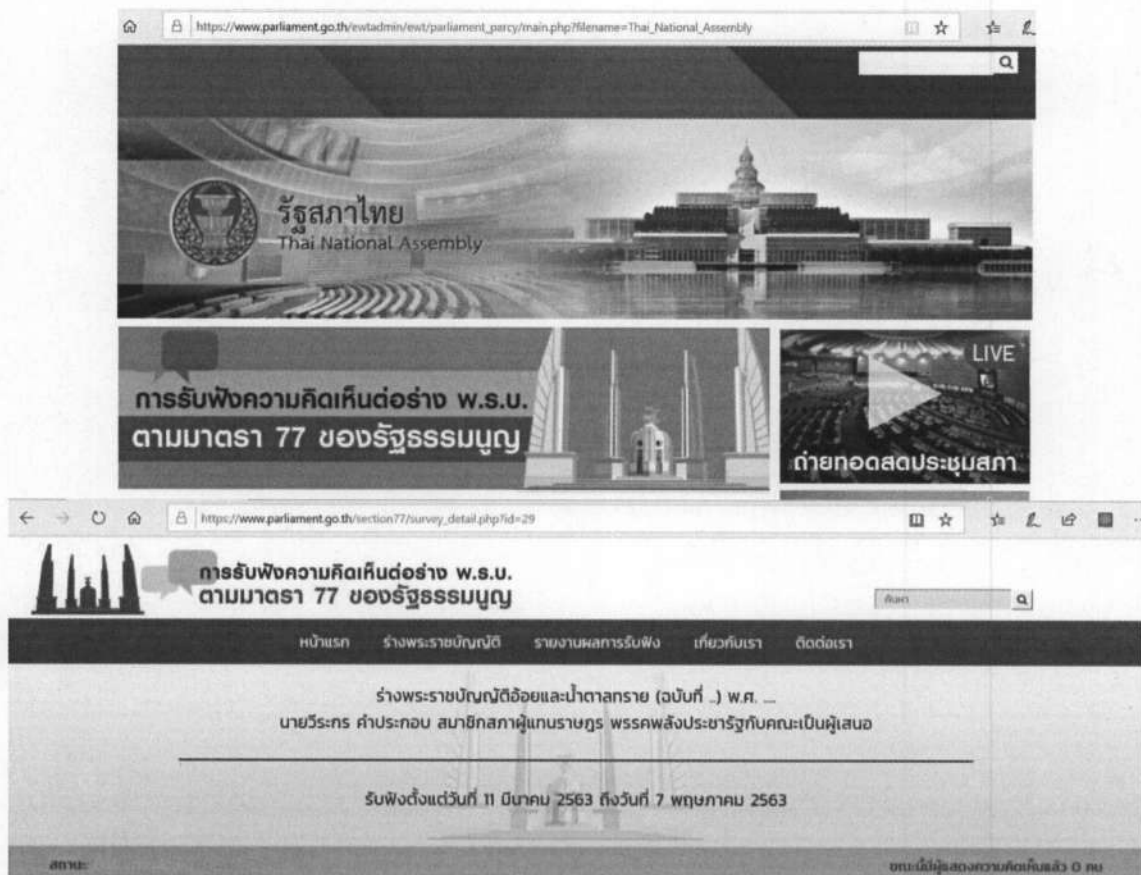 https://www.parliament.go.th/ewtadmin/ewt/parliament_parcy/main.php?filename=Thai_National_Assembly
รัฐสภาไทย
Thai National Assembly
การรับฟังความคิดเห็นต่อร่าง พ.ร.บ.
ตามมาตรา 77 ของรัฐธรรมนูญ
LIVE
ถ่ายทอดสดประชุมสภา
https://www.parliament.go.th/section77/survey_detail.php?id=29
การรับฟังความคิดเห็นต่อร่าง พ.ร.บ.
ตามมาตรา 77 ของรัฐธรรมนูญ
ค้นหา
หน้าแรก ร่างพระราชบัญญัติ รายงานผลการรับฟัง เกี่ยวกับเรา ติดต่อเรา
ร่างพระราชบัญญัติอ้อยและน้ำตาลทราย (ฉบับที่ ..) พ.ศ. ....
นายวีระกร คำประกอบ สมาชิกสภาผู้แทนราษฎร พรรคพลังประชารัฐกับคณะเป็นผู้เสนอ
รับฟังตั้งแต่วันที่ 11 มีนาคม 2563 ถึงวันที่ 7 พฤษภาคม 2563
สถานะ:
ขณะนี้มีผู้แสดงความคิดเห็นแล้ว 0 คน